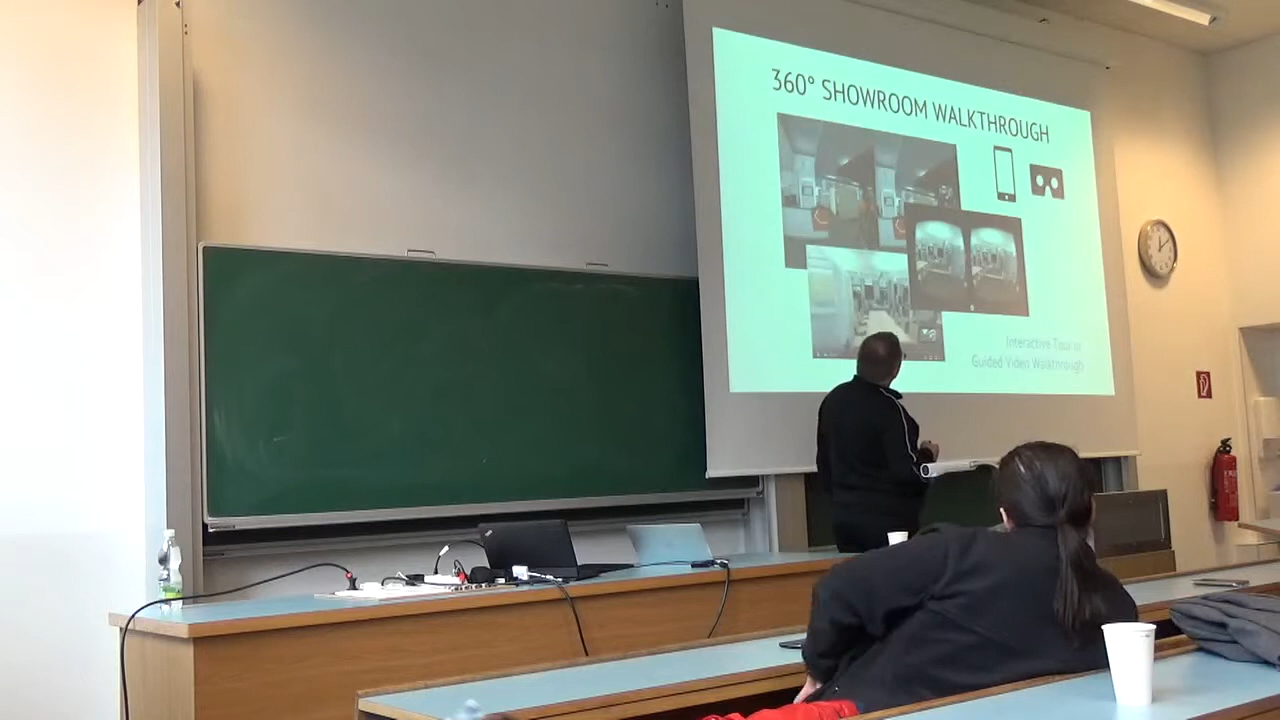 360° SHOWROOM WALKTHROUGH
Interactive Tour or
Guided Video Walkthrough